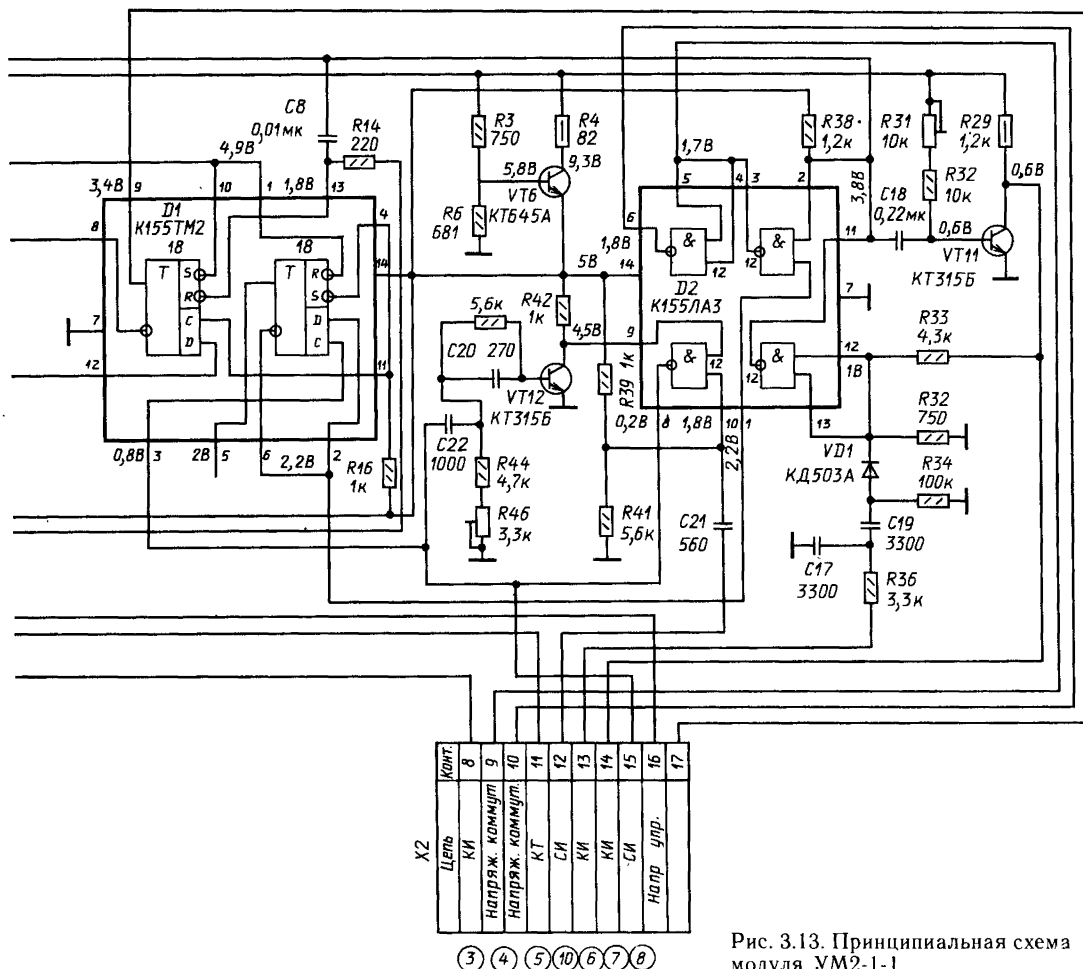 C8
0,01мк
R14
220
4,9В
3,4В
9
10
1
1,8В
13
4
D1
К155ТМ2
8
18
18
T
S
R
C
D
T
R
S
D
C
14
7
12
11
0,8В
3
2В
5
6
2,2В
2
R16
1к
R3
750
R4
82
9,3В
5,8В
VT6
КТ645А
R6
681
5В
R42
1к
5,6к
C20
270
4,5В
VT12
КТ315Б
C22
1000
R44
4,7к
R46
3,3к
R39 1к
R41
5,6к
C21
560
1,7В
5
4
3
2
6
1,8В
14
&
12
&
12
D2
К155ЛА3
9
&
12
&
12
0,2В
8
1,8В
10
1
2,2В
13
11
7
12
1В
R38
1,2к
3,8В
R31
10к
R29
1,2к
R32
10к
0,6В
C18
0,22мк
0,6В
VT11
КТ315Б
R33
4,3к
R32
750
VD1
КД503А
R34
100к
C19
3300
C17
3300
R36
3,3к
X2
Цепь
Конт.
КИ
8
Напряж. коммут
9
Напряж. коммут.
10
КТ
11
СИ
12
КИ
13
КИ
14
СИ
15
Напр упр.
16
17
3
4
5
10
6
7
8
Рис. 3.13. Принципиальная схема
модуля УМ2-1-1